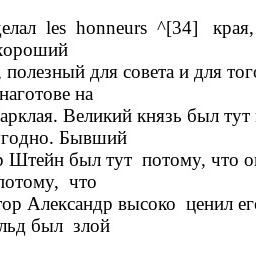 делал les honneurs ^[34] края,
хороший
, полезный для совета и для того
наготове на
арклая. Великий князь был тут
угодно. Бывший
р Штейн был тут потому, что
потому, что
тор Александр высоко ценил его
льд был злой